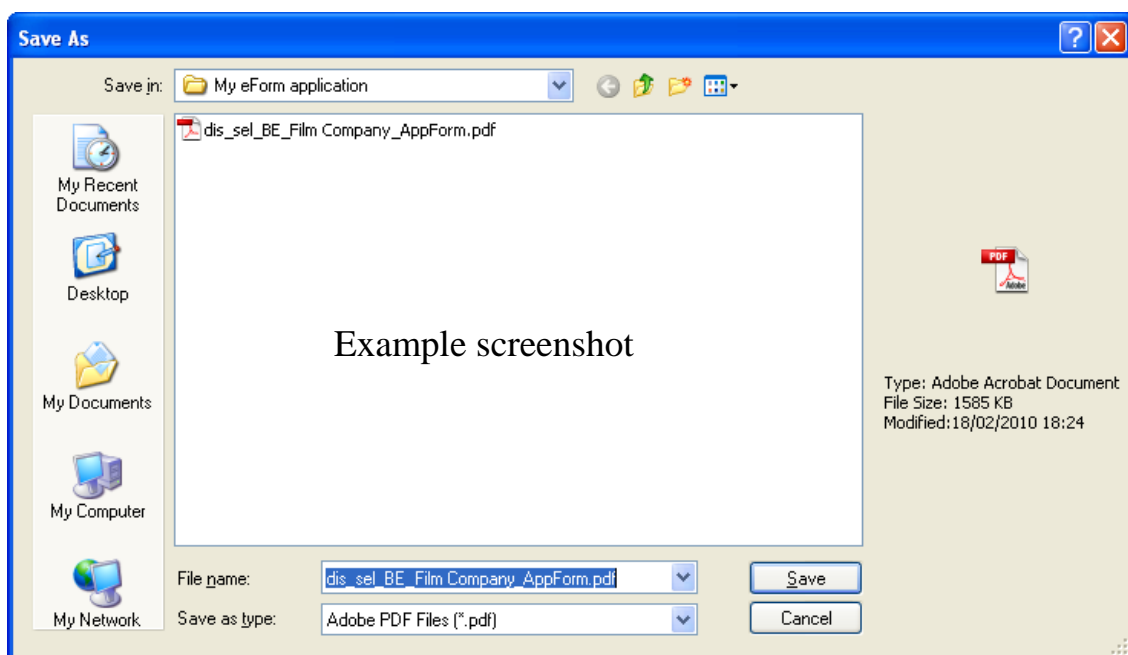 Save As
Save in:
My eForm application
dis_sel_BE_Film Company_AppForm.pdf
My Recent
Documents
Desktop
My Documents
My Computer
My Network
Example screenshot
PDF
Adobe
Type: Adobe Acrobat Document
File Size: 1585 KB
Modified:18/02/2010 18:24
File name:
dis_sel_BE_Film Company_AppForm.pdf
Save
Save as type:
Adobe PDF Files (*.pdf)
Cancel